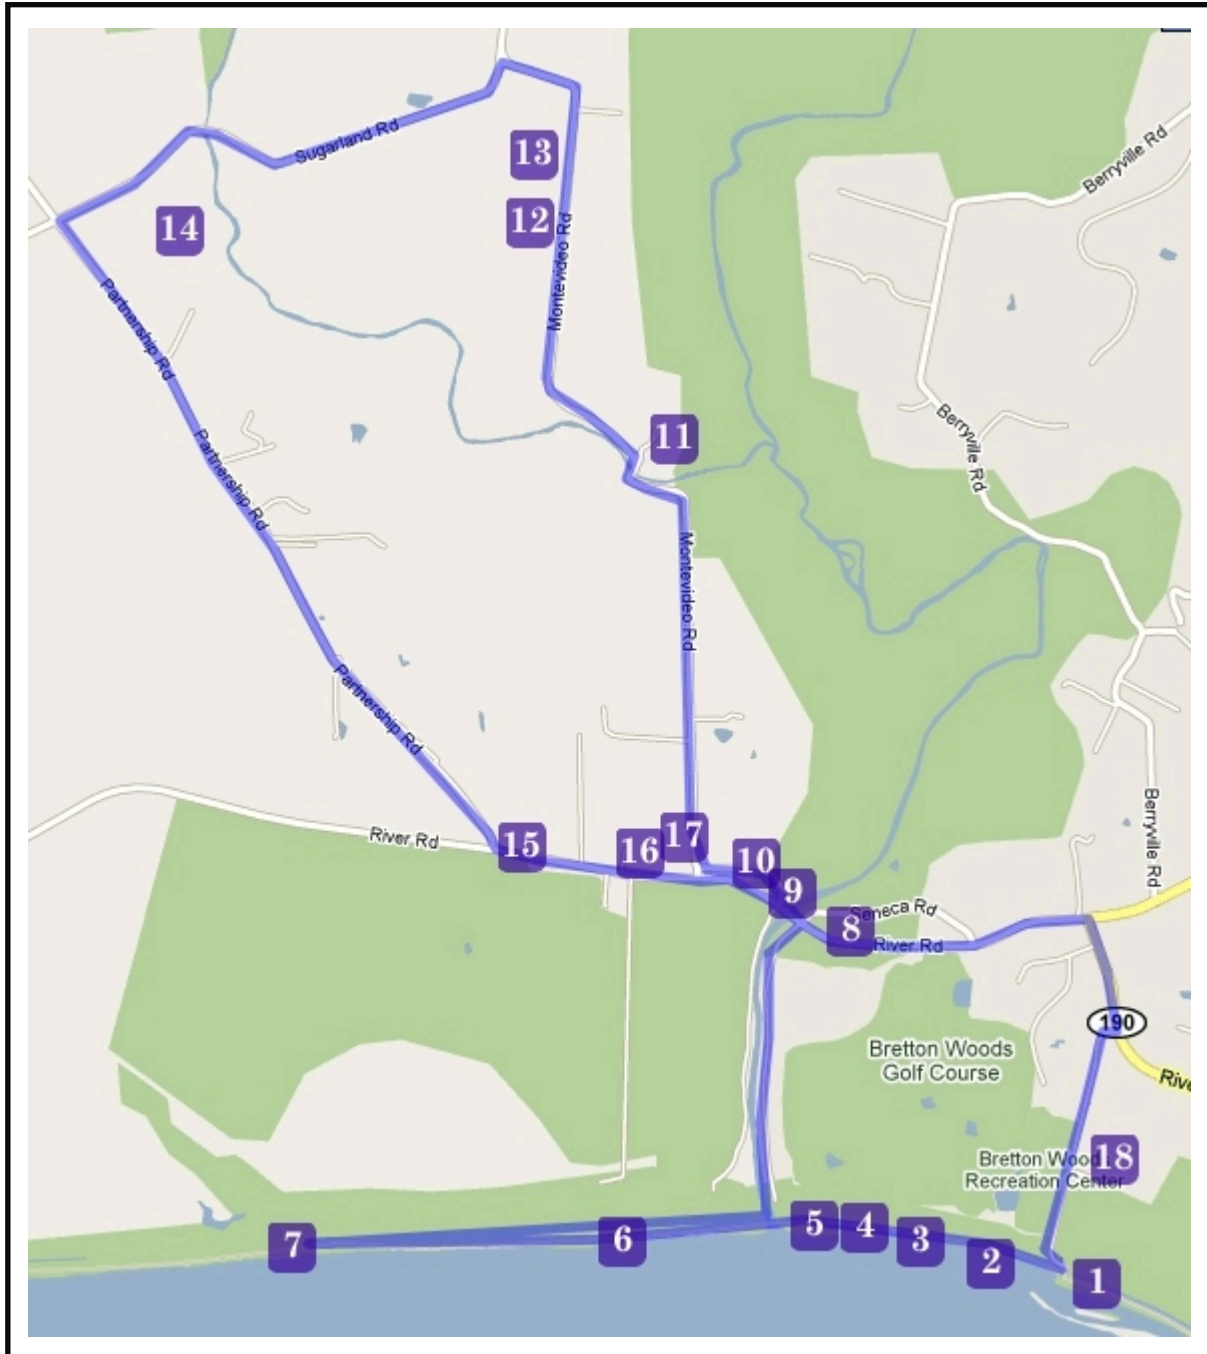 Sugarland Rd
13
Berryville Rd
12
14
Montevideo Rd
Partnership Rd
11
Berryville Rd
Partnership Rd
Montevideo Rd
Partnership Rd
Berryville Rd
River Rd
15
16
17
10
9
Seneca Rd
8
River Rd
190
Bretton Woods
Golf Course
Rive
18
Bretton Woods
Recreation Center
7
6
5
4
3
2
1